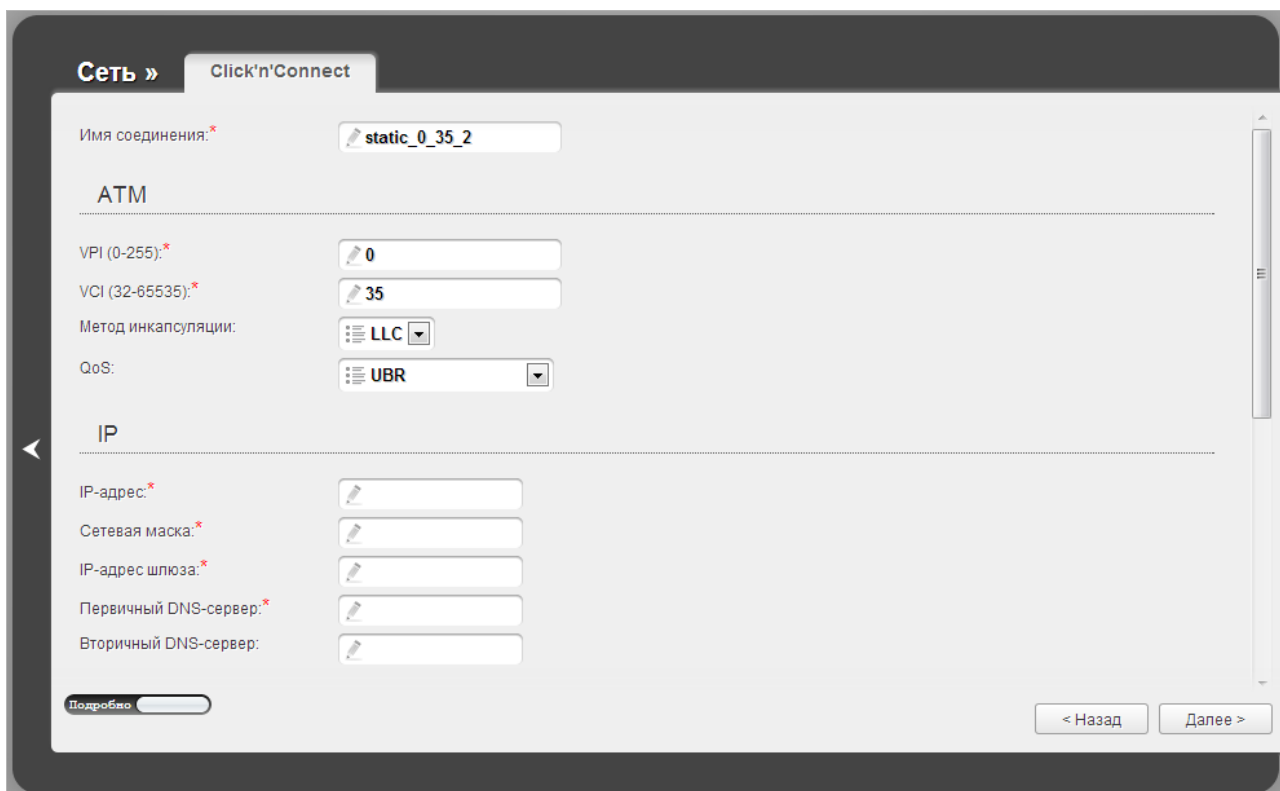 Сеть »
Click'n'Connect
Имя соединения:*
static_0_35_2
ATM
VPI (0-255):*
0
VCI (32-65535):*
35
Метод инкапсуляции:
LLC
QoS:
UBR
IP
IP-адрес:*
Сетевая маска:*
IP-адрес шлюза:*
Первичный DNS-сервер:*
Вторичный DNS-сервер:
Подробно
< Назад
Далее >